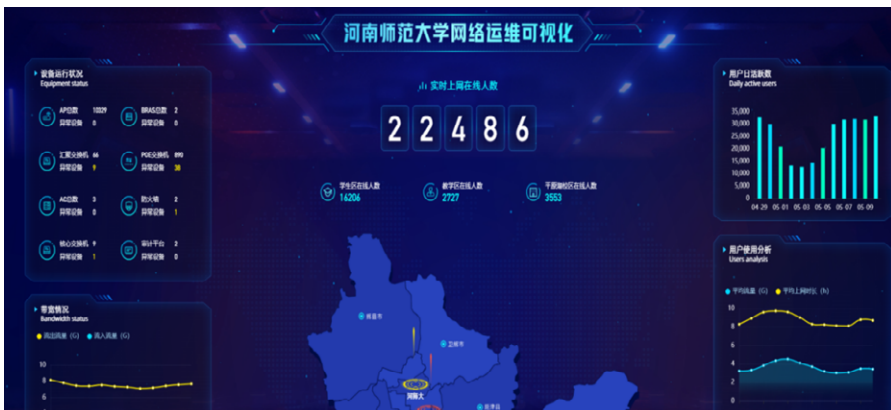 河南师范大学网络运维可视化
设备运行状况
Equipment status
AP总数 10329
异常设备 0
BRAS总数 2
异常设备 0
汇聚交换机 66
异常设备 9
POE交换机 890
异常设备 38
AC总数 3
异常设备 0
防火墙 2
异常设备 1
核心交换机 9
异常设备 1
审计平台 2
异常设备 0
带宽情况
Bandwidth status
流出流量（G） 流入流量（G）
10
8
6
实时上网在线人数
22486
学生区在线人数
16206
教学区在线人数
2727
平原湖校区在线人数
3553
卫辉市
河师大
用户日活跃数
Daily active users
35,000
30,000
25,000
20,000
15,000
10,000
5,000
0
04-29 05-01 05-03 05-05 05-07 05-09
用户使用分析
Users analysis
平均流量（G） 平均上网时长（h）
10
8
6
4
2
0